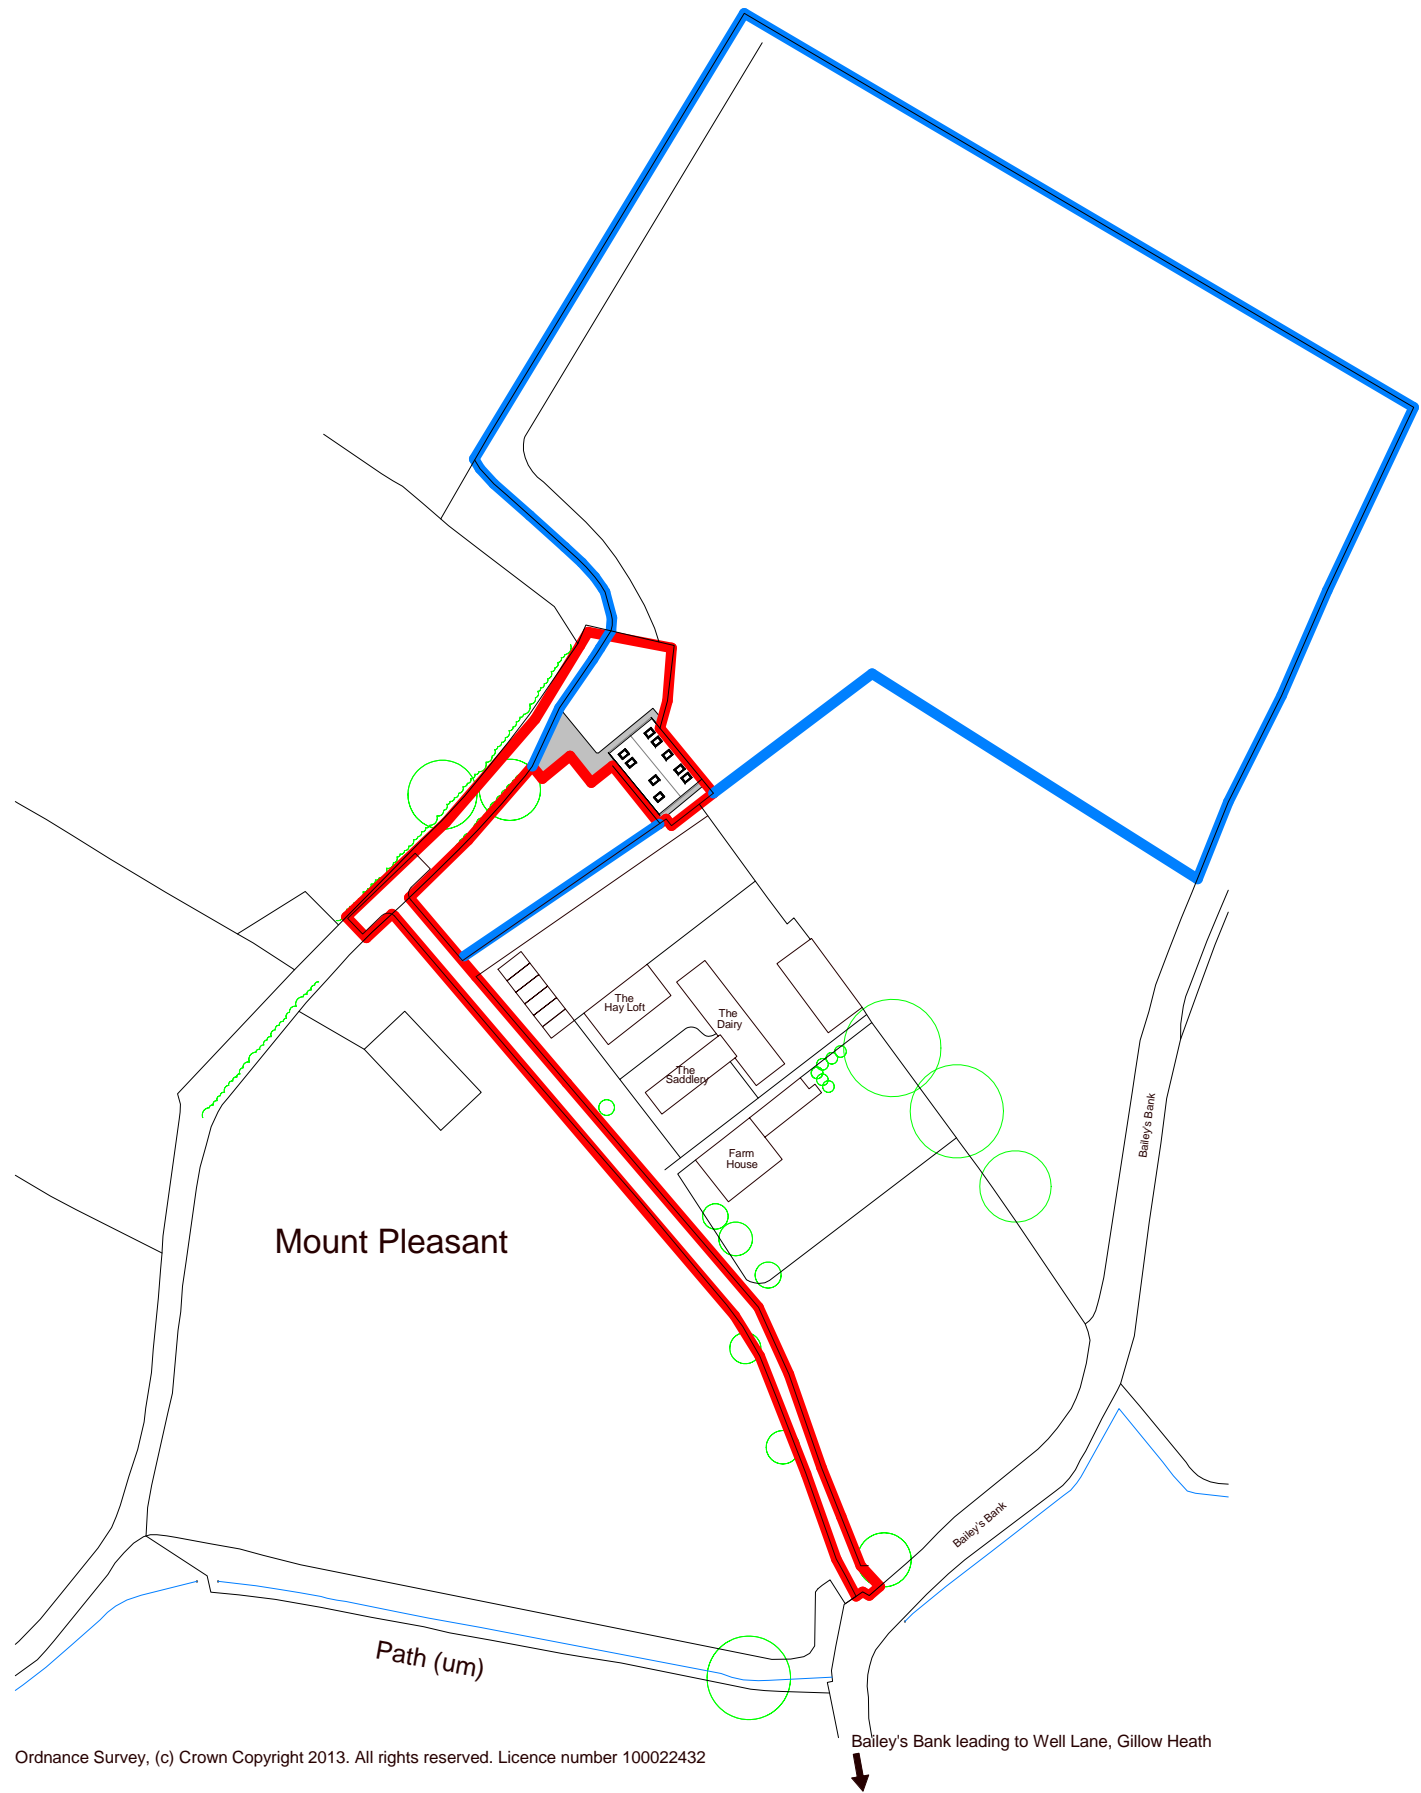 The
Hay Loft
The
Dairy
The
Saddlery
Farm
House
Bailey's Bank
Mount Pleasant
Bailey's Bank
Path (um)
Bailey's Bank leading to Well Lane, Gillow Heath
Ordnance Survey, (c) Crown Copyright 2013. All rights reserved. Licence number 100022432